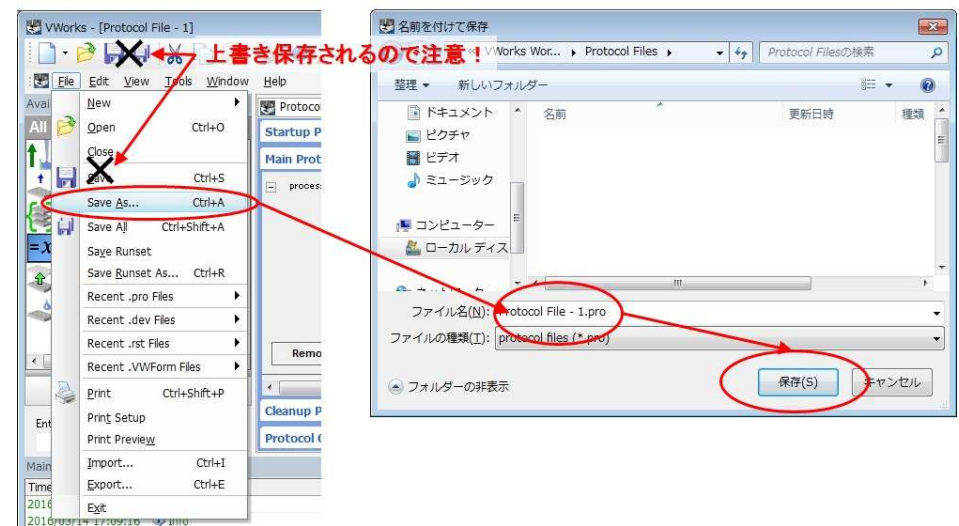 VWorks - [Protocol File - 1]
上書き保存されるので注意！
File Edit View Tools Window Help
New
Open Ctrl+O
Close
Save Ctrl+S
Save As... Ctrl+A
Save All Ctrl+Shift+A
Save Runset
Save Runset As... Ctrl+R
Recent .pro Files
Recent .dev Files
Recent .rst Files
Recent .VWForm Files
Print Ctrl+Shift+P
Print Setup
Print Preview
Import... Ctrl+I
Export... Ctrl+E
Exit
Avai
All
=x
Ent
Main
Time
2016
2016/03/14 17:09:16 Info
Protoco
Startup P
Main Prot
proces
Remo
Cleanup P
Protocol
名前を付けて保存
VWorks Wor... Protocol Files
Protocol Filesの検索
整理 新しいフォルダー
名前 更新日時 種類
ドキュメント
ピクチャ
ビデオ
ミュージック
コンピューター
ローカル ディス
ファイル名(N): Protocol File - 1.pro
ファイルの種類(T): protocol files (*.pro)
フォルダーの非表示
保存(S) キャンセル